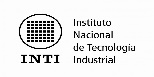 INTI
Instituto
Nacional
de Tecnología
Industrial